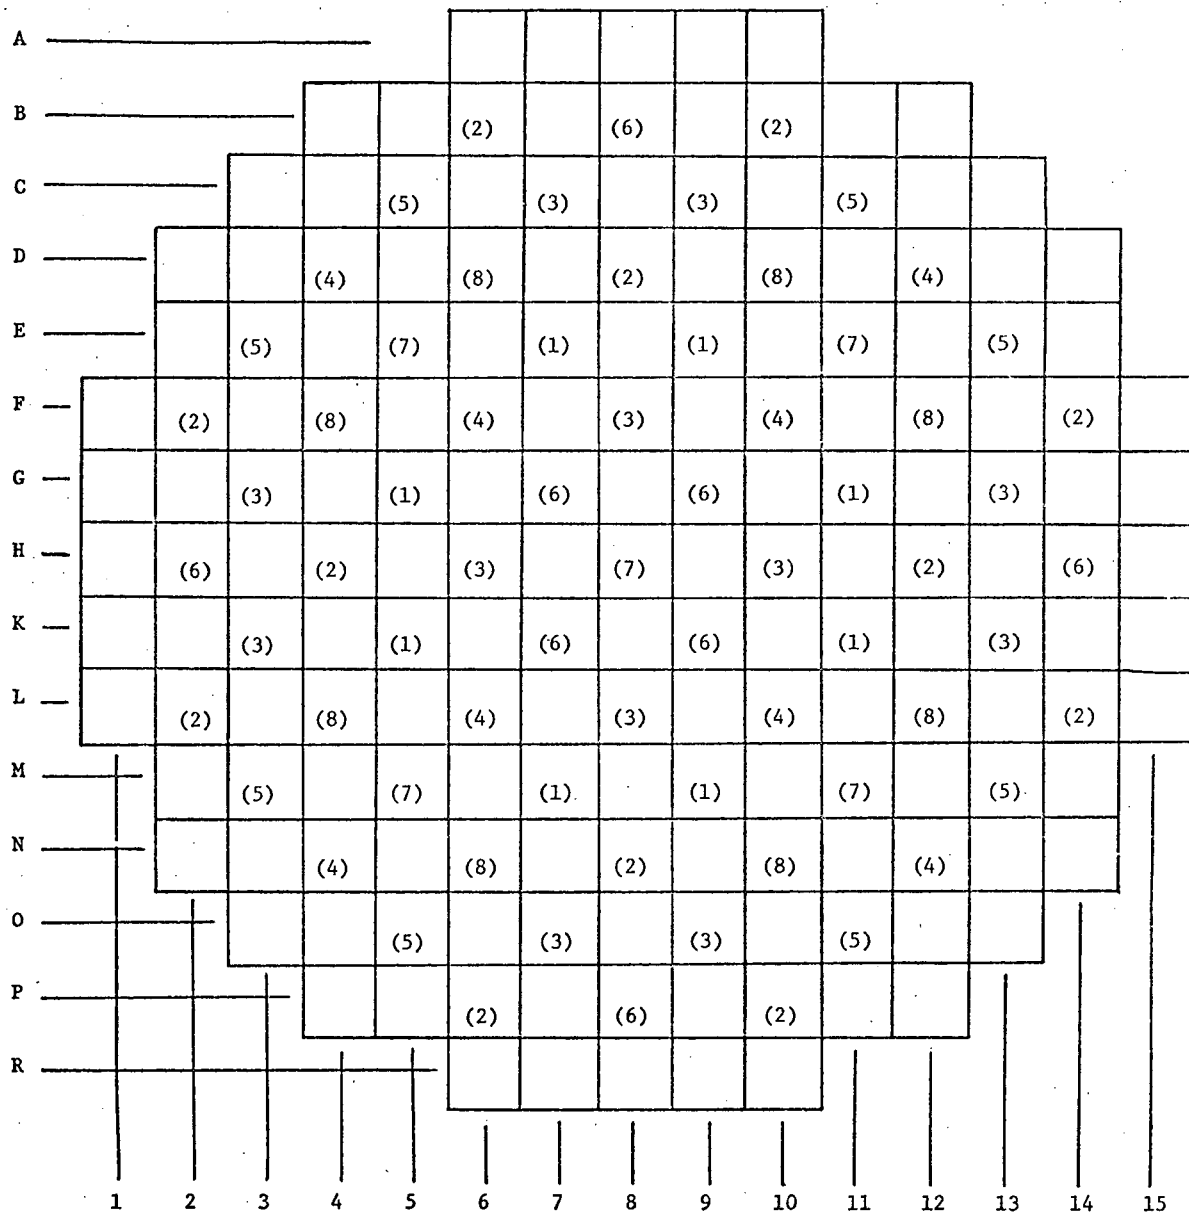 A
B (2) (6) (2)
C (5) (3) (3) (5)
D (4) (8) (2) (8) (4)
E (5) (7) (1) (1) (7) (5)
F (2) (8) (4) (3) (4) (8) (2)
G (3) (1) (6) (6) (1) (3)
H (6) (2) (3) (7) (3) (2) (6)
K (3) (1) (6) (6) (1) (3)
L (2) (8) (4) (3) (4) (8) (2)
M (5) (7) (1) (1) (7) (5)
N (4) (8) (2) (8) (4)
O (5) (3) (3) (5)
P (2) (6) (2)
R
1 2 3 4 5 6 7 8 9 10 11 12 13 14 15